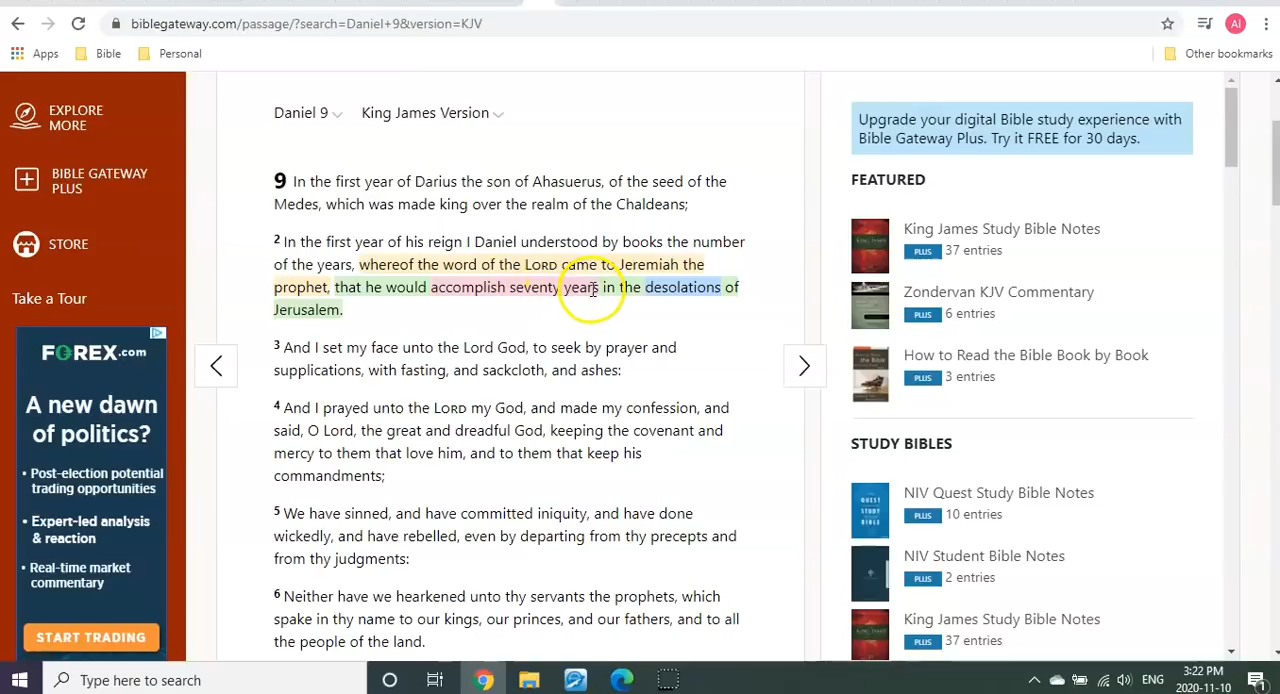 biblegateway.com/passage/?search=Daniel+9&version=KJV
AI
Apps
Bible
Personal
Other bookmarks
EXPLORE
MORE
BIBLE GATEWAY
PLUS
STORE
Take a Tour
FOREX.com
A new dawn
of politics?
• Post-election potential
trading opportunities
• Expert-led analysis
& reaction
• Real-time market
commentary
START TRADING
Daniel 9
King James Version
9 In the first year of Darius the son of Ahasuerus, of the seed of the
Medes, which was made king over the realm of the Chaldeans;
2 In the first year of his reign I Daniel understood by books the number
of the years, whereof the word of the LORD came to Jeremiah the
prophet, that he would accomplish seventy years in the desolations of
Jerusalem.
3 And I set my face unto the Lord God, to seek by prayer and
supplications, with fasting, and sackcloth, and ashes:
4 And I prayed unto the LORD my God, and made my confession, and
said, O Lord, the great and dreadful God, keeping the covenant and
mercy to them that love him, and to them that keep his
commandments;
5 We have sinned, and have committed iniquity, and have done
wickedly, and have rebelled, even by departing from thy precepts and
from thy judgments:
6 Neither have we hearkened unto thy servants the prophets, which
spake in thy name to our kings, our princes, and our fathers, and to all
the people of the land.
Upgrade your digital Bible study experience with
Bible Gateway Plus. Try it FREE for 30 days.
FEATURED
King James Study Bible Notes
PLUS 37 entries
Zondervan KJV Commentary
PLUS 6 entries
How to Read the Bible Book by Book
PLUS 3 entries
STUDY BIBLES
NIV Quest Study Bible Notes
PLUS 10 entries
NIV Student Bible Notes
PLUS 2 entries
King James Study Bible Notes
PLUS 37 entries
Type here to search
ENG
3:22 PM
2020-11-10
1